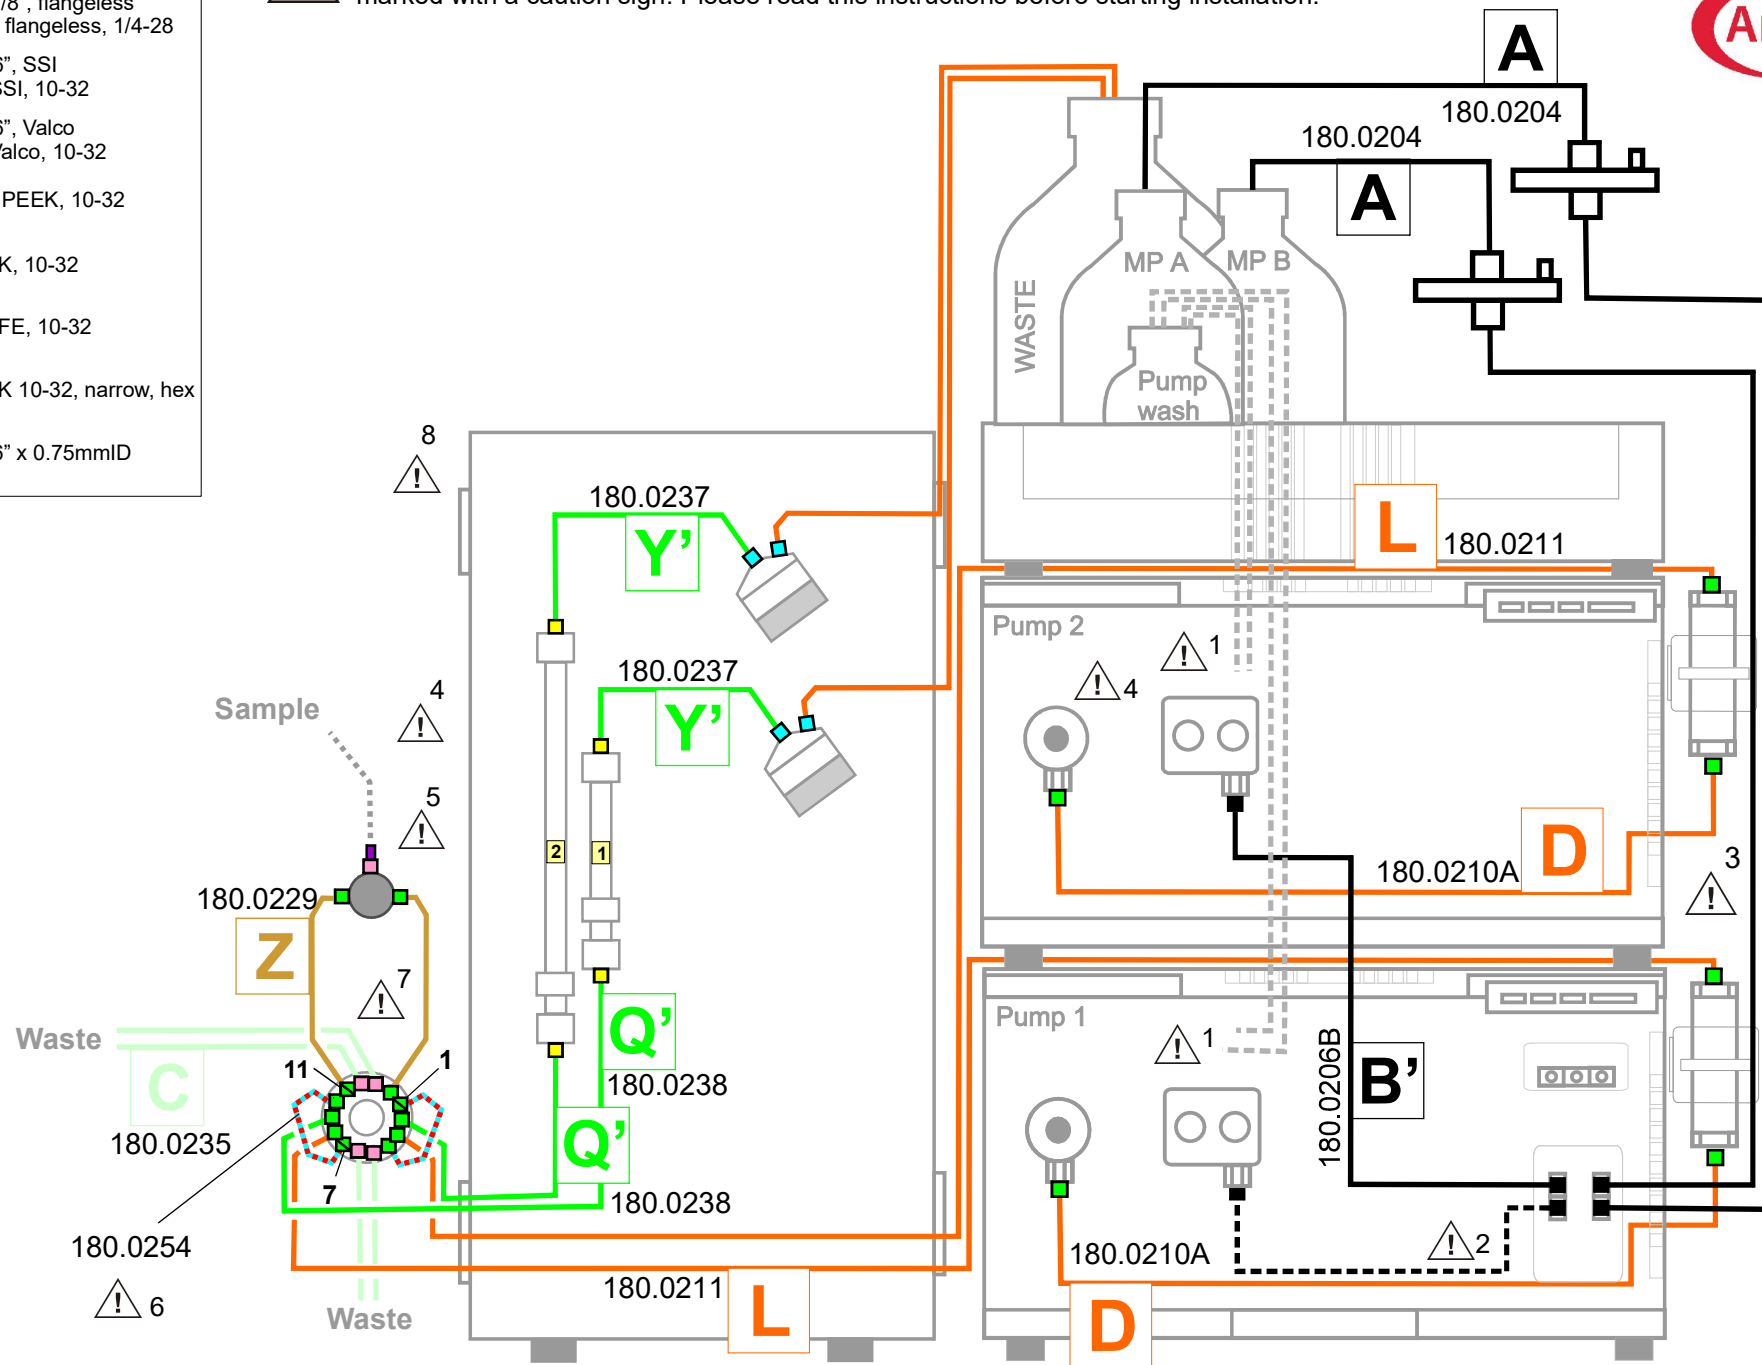 marked with a caution sign. Please read this instructions before starting installation.
flangeless
flangeless, 1/4-28
SSI
SSI, 10-32
Valco
Valco, 10-32
PEEK, 10-32
10-32
10-32
10-32, narrow, hex
x 0.75mmID
A
180.0204
180.0204
A
MP A
MP B
WASTE
Pump
wash
8
180.0237
Y’
L
180.0211
Pump 2
1
4
180.0237
Y’
Sample
4
5
2
1
180.0210A
D
3
180.0229
Z
7
Waste
C
11
1
180.0235
7
Q’
180.0238
Q’
180.0238
Pump 1
1
180.0206B
B’
180.0254
6
Waste
180.0211
L
180.0210A
D
2